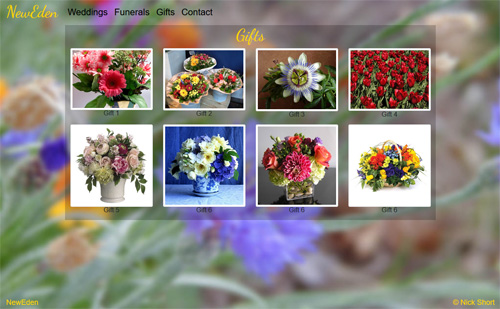 NewEden Weddings Funerals Gifts Contact
Gifts
Gift 1 Gift 2 Gift 3 Gift 4
Gift 5 Gift 6 Gift 6 Gift 6
NewEden © Nick Short